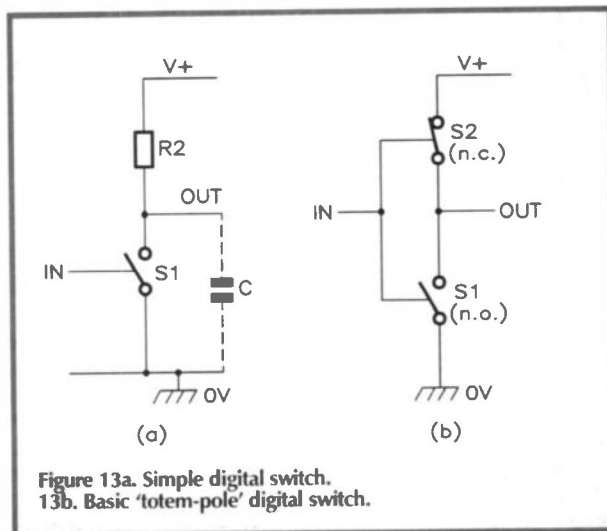 V+
R2
OUT
IN
S1
C
0V
(a)
V+
S2
(n.c.)
IN
OUT
S1
(n.o.)
0V
(b)
Figure 13a. Simple digital switch.
13b. Basic 'totem-pole' digital switch.